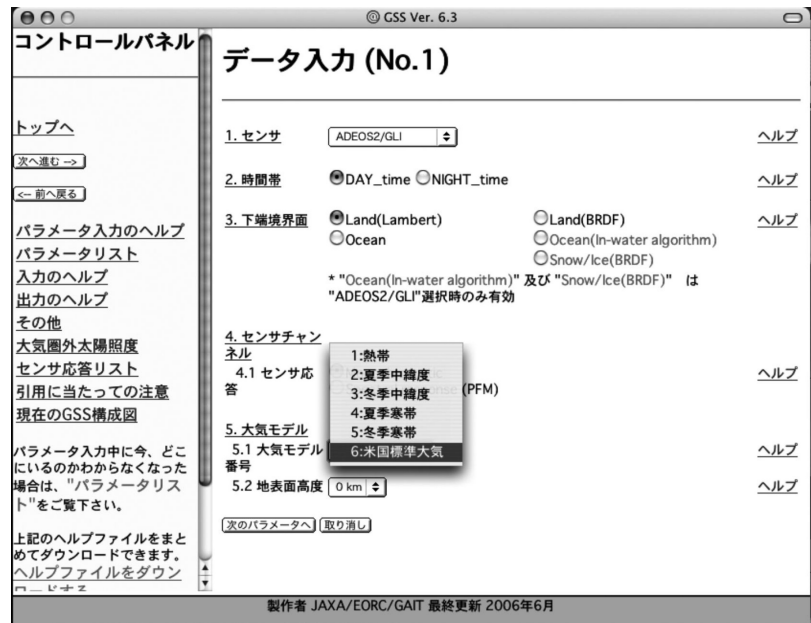 @ GSS Ver. 6.3
コントロールパネル
トップへ
次へ進む -->
<-- 前へ戻る
パラメータ入力のヘルプ
パラメータリスト
入力のヘルプ
出力のヘルプ
その他
大気圏外太陽照度
センサ応答リスト
引用に当たっての注意
現在のGSS構成図
パラメータ入力中に今、どこ
にいるのかわからなくなった
場合は、"パラメータリス
ト"をご覧下さい。
上記のヘルプファイルをまと
めてダウンロードできます。
ヘルプファイルをダウン
ロードする
データ入力 (No.1)
1. センサ ADEOS2/GLI ヘルプ
2. 時間帯 DAY_time NIGHT_time ヘルプ
3. 下端境界面 Land(Lambert) Land(BRDF) ヘルプ
Ocean Ocean(In-water algorithm)
Snow/Ice(BRDF)
* "Ocean(In-water algorithm)" 及び "Snow/Ice(BRDF)" は
"ADEOS2/GLI"選択時のみ有効
4. センサチャン
ネル
4.1 センサ応 ヘルプ
答 (PFM)
1:熱帯
2:夏季中緯度
3:冬季中緯度
4:夏季寒帯
5:冬季寒帯
6:米国標準大気
5. 大気モデル
5.1 大気モデル ヘルプ
番号
5.2 地表面高度 0 km ヘルプ
次のパラメータへ 取り消し
製作者 JAXA/EORC/GAIT 最終更新 2006年6月